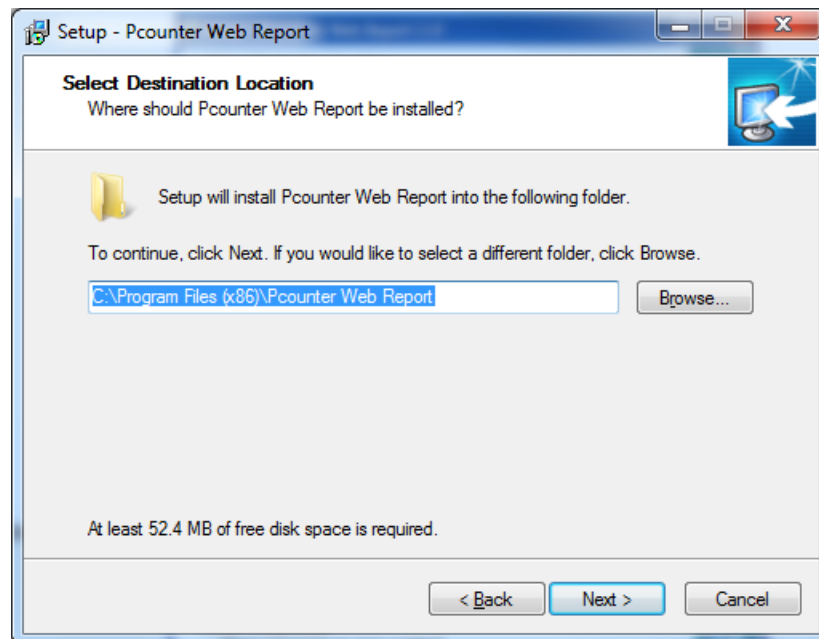 Setup - Pcounter Web Report
Select Destination Location
Where should Pcounter Web Report be installed?
Setup will install Pcounter Web Report into the following folder.
To continue, click Next. If you would like to select a different folder, click Browse.
C:\Program Files (x86)\Pcounter Web Report
Browse...
At least 52.4 MB of free disk space is required.
< Back
Next >
Cancel